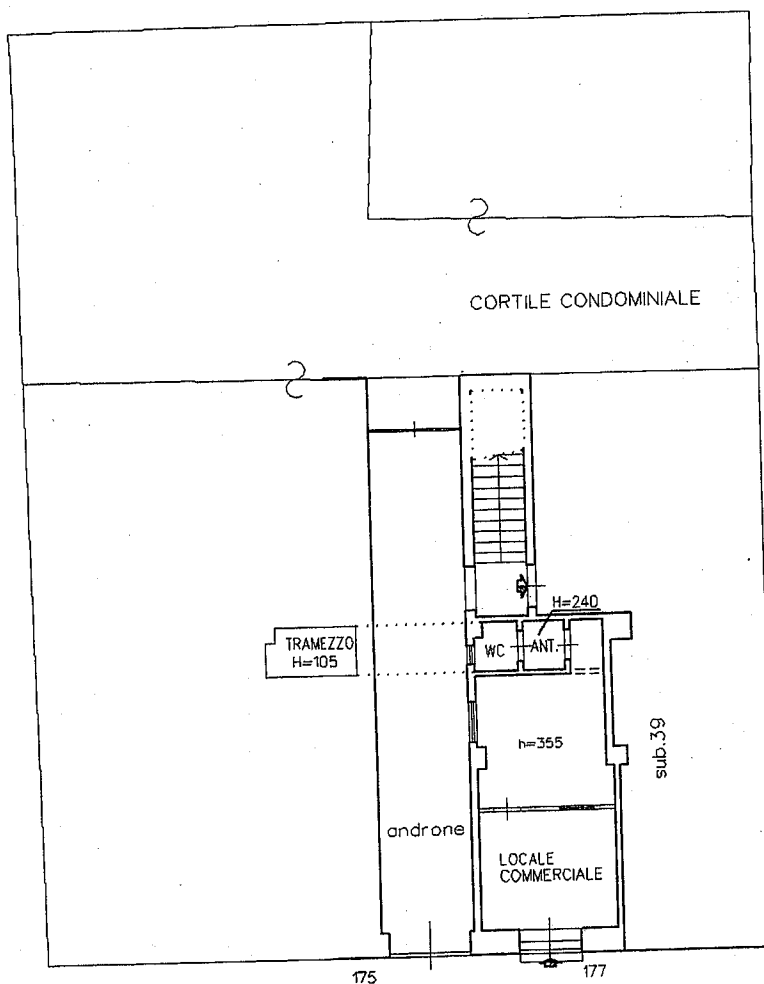 CORTILE CONDOMINIALE
H=240
TRAMEZZO
H=105
WC
ANT.
h=355
sub.39
androne
LOCALE
COMMERCIALE
175
177